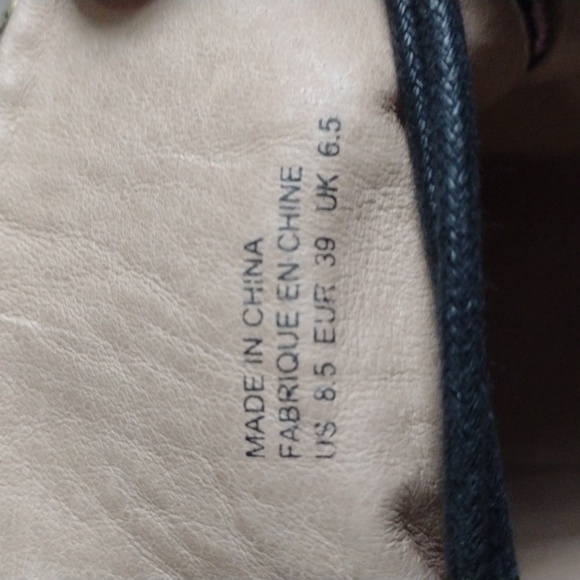 MADE IN CHINA
FABRIQUE EN CHINE
US 8.5 EUR 39 UK 6.5